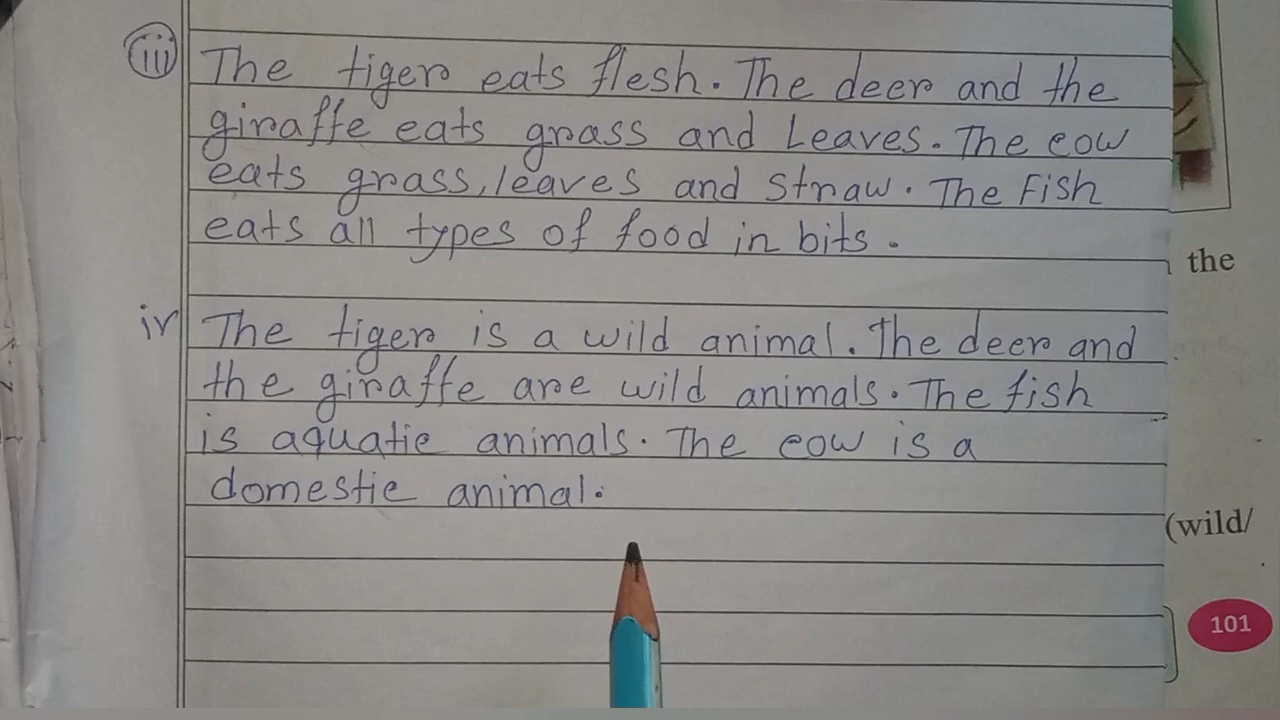 iii The tiger eats flesh. The deer and the
giraffe eats grass and Leaves. The cow
eats grass, leaves and straw. The Fish
eats all types of food in bits.
the
iv The tiger is a wild animal. The deer and
the giraffe are wild animals. The fish
is aquatic animals. The cow is a
domestic animal.
(wild/
101